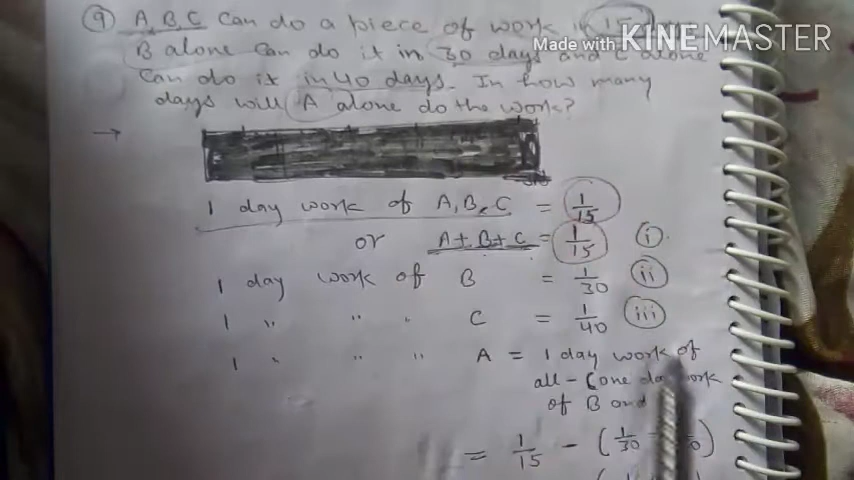 9 A, B, C Can do a piece of work in 15 days
B alone Can do it in 30 days and C alone
Made with KINEMASTER
Can do it in 40 days. In how many
days will A alone do the work?
→
1 day work of A, B, C = 1/15
or A+B+C = 1/15 (i).
1 day work of B = 1/30 (ii)
1 " " " C = 1/40 (iii)
1 " " " A = 1 day work of
all - (one day work
of B and
= 1/15 - (1/30